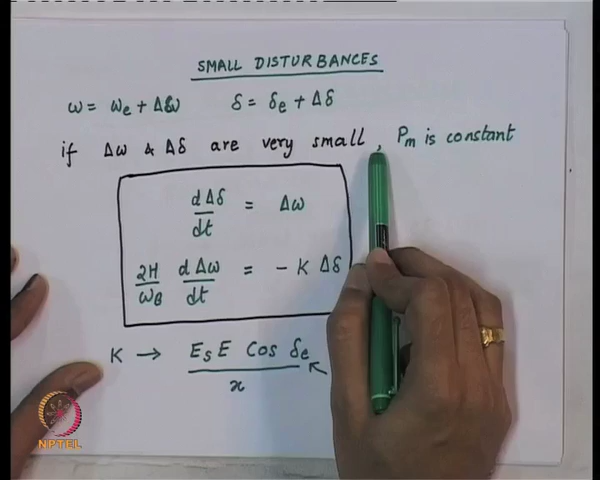 SMALL DISTURBANCES
ω = ωe + Δω δ = δe + Δδ
if Δω & Δδ are very small , Pm is constant
dΔδ/dt = Δω
2H/ωB dΔω/dt = - K Δδ
K → Es E Cos δe / x
NPTEL